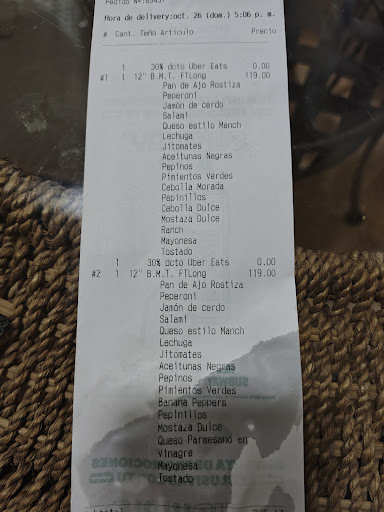 Pedido Nº:63457
Hora de delivery:oct. 26 (dom.) 5:06 p. m.
# Cant. Tmño Artículo Precio
1 30% dcto Uber Eats 0.00
#1 1 12" B.M.T. FTLong 119.00
Pan de Ajo Rostiza
Peperoni
Jamón de cerdo
Salami
Queso estilo Manch
Lechuga
Jitomates
Aceitunas Negras
Pepinos
Pimientos Verdes
Cebolla Morada
Pepinillos
Cebolla Dulce
Mostaza Dulce
Ranch
Mayonesa
Tostado
1 30% dcto Uber Eats 0.00
#2 1 12" B.M.T. FTLong 119.00
Pan de Ajo Rostiza
Peperoni
Jamón de cerdo
Salami
Queso estilo Manch
Lechuga
Jitomates
Aceitunas Negras
Pepinos
Pimientos Verdes
Banana Peppers
Pepinillos
Mostaza Dulce
Queso Parmesano en
Vinagre
Mayonesa
Tostado